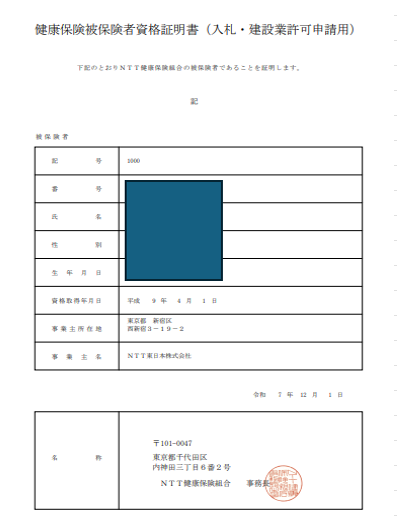 健康保険被保険者資格証明書（入札・建設業許可申請用）
下記のとおりＮＴＴ健康保険組合の被保険者であることを証明します。
記
被保険者
記 号 1000
番 号
氏 名
性 別
生 年 月 日
資格取得年月日 平成 9 年 4 月 1 日
事業主所在地 東京都 新宿区
西新宿３－１９－２
事 業 主 名 ＮＴＴ東日本株式会社
令和 7 年 12 月 1 日
名 称
〒101-0047
東京都千代田区
内神田三丁目６番２号
ＮＴＴ健康保険組合 事務長